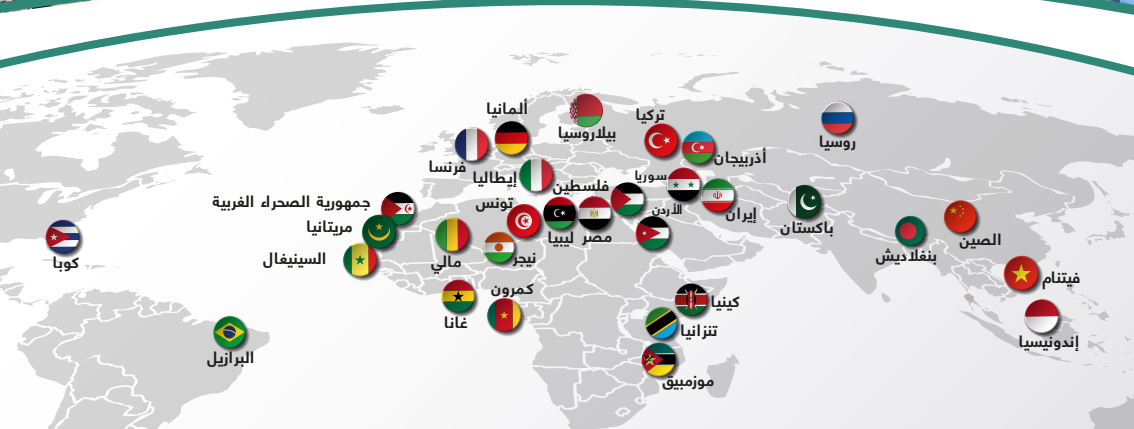 ألمانيا
تركيا
بيلاروسيا
روسيا
أذربيجان
فرنسا
إيطاليا
سوريا
فلسطين
جمهورية الصحراء الغربية
تونس
الأردن
إيران
موريتانيا
باكستان
ليبيا
مصر
الصين
بنغلاديش
نيجر
مالي
السينيغال
كوبا
فيتنام
كمرون
كينيا
غانا
تنزانيا
إندونيسيا
البرازيل
موزمبيق